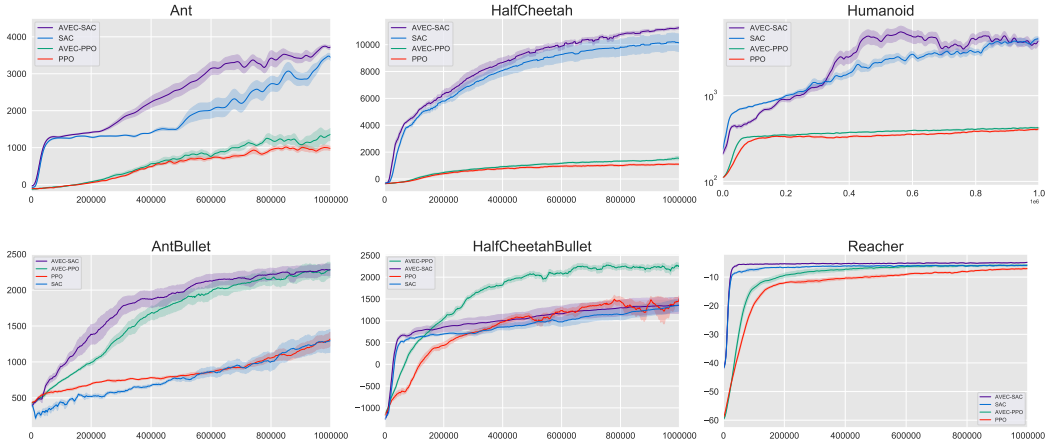 Ant
AVEC-SAC
SAC
AVEC-PPO
PPO
4000
3000
2000
1000
0
0 200000 400000 600000 800000 1000000
HalfCheetah
AVEC-SAC
SAC
AVEC-PPO
PPO
10000
8000
6000
4000
2000
0
0 200000 400000 600000 800000 1000000
Humanoid
AVEC-SAC
SAC
AVEC-PPO
PPO
10³
10²
0.0 0.2 0.4 0.6 0.8 1.0
1e6
AntBullet
AVEC-SAC
AVEC-PPO
PPO
SAC
2500
2000
1500
1000
500
0 200000 400000 600000 800000 1000000
HalfCheetahBullet
AVEC-PPO
AVEC-SAC
PPO
SAC
2500
2000
1500
1000
500
0
−500
−1000
0 200000 400000 600000 800000 1000000
Reacher
−10
−20
−30
−40
−50
−60
AVEC-SAC
SAC
AVEC-PPO
PPO
0 200000 400000 600000 800000 1000000